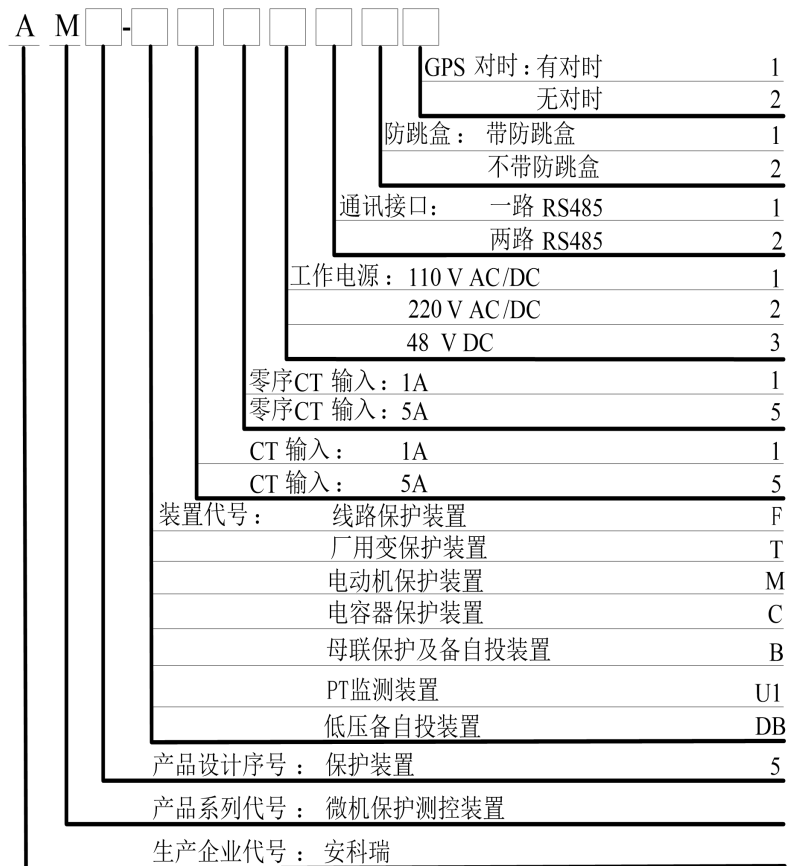 A M□-□□□□□□□
GPS 对时：有对时 1
无对时 2
防跳盒： 带防跳盒 1
不带防跳盒 2
通讯接口： 一路 RS485 1
两路 RS485 2
工作电源：110 V AC/DC 1
220 V AC/DC 2
48 V DC 3
零序CT 输入：1A 1
零序CT 输入：5A 5
CT 输入： 1A 1
CT 输入： 5A 5
装置代号： 线路保护装置 F
厂用变保护装置 T
电动机保护装置 M
电容器保护装置 C
母联保护及备自投装置 B
PT监测装置 U1
低压备自投装置 DB
产品设计序号： 保护装置 5
产品系列代号： 微机保护测控装置
生产企业代号： 安科瑞